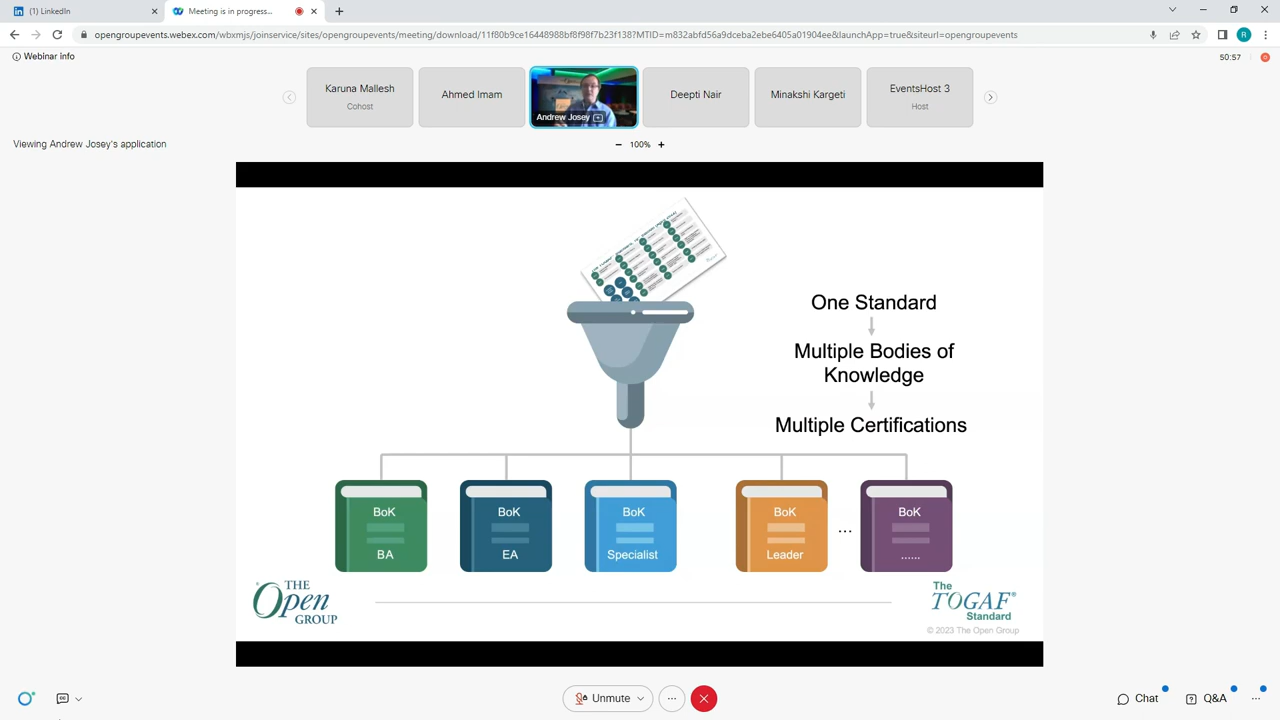 (1) LinkedIn
Meeting is in progress...
opengroupevents.webex.com/wbxmjs/joinservice/sites/opengroupevents/meeting/download/11f80b9ce16448988bf8f98f7b23f138?MTID=m832abfd56a9dceba2ebe6405a01904ee&launchApp=true&siteurl=opengroupevents
R
Webinar info
50:57
Karuna Mallesh
Cohost
Ahmed Imam
Andrew Josey
Deepti Nair
Minakshi Kargeti
EventsHost 3
Host
Viewing Andrew Josey's application
− 100% +
One Standard
Multiple Bodies of
Knowledge
Multiple Certifications
BoK
BA
BoK
EA
BoK
Specialist
BoK
Leader
...
BoK
......
THE
Open
GROUP
The
TOGAF®
Standard
© 2023 The Open Group
Unmute
Chat
Q&A